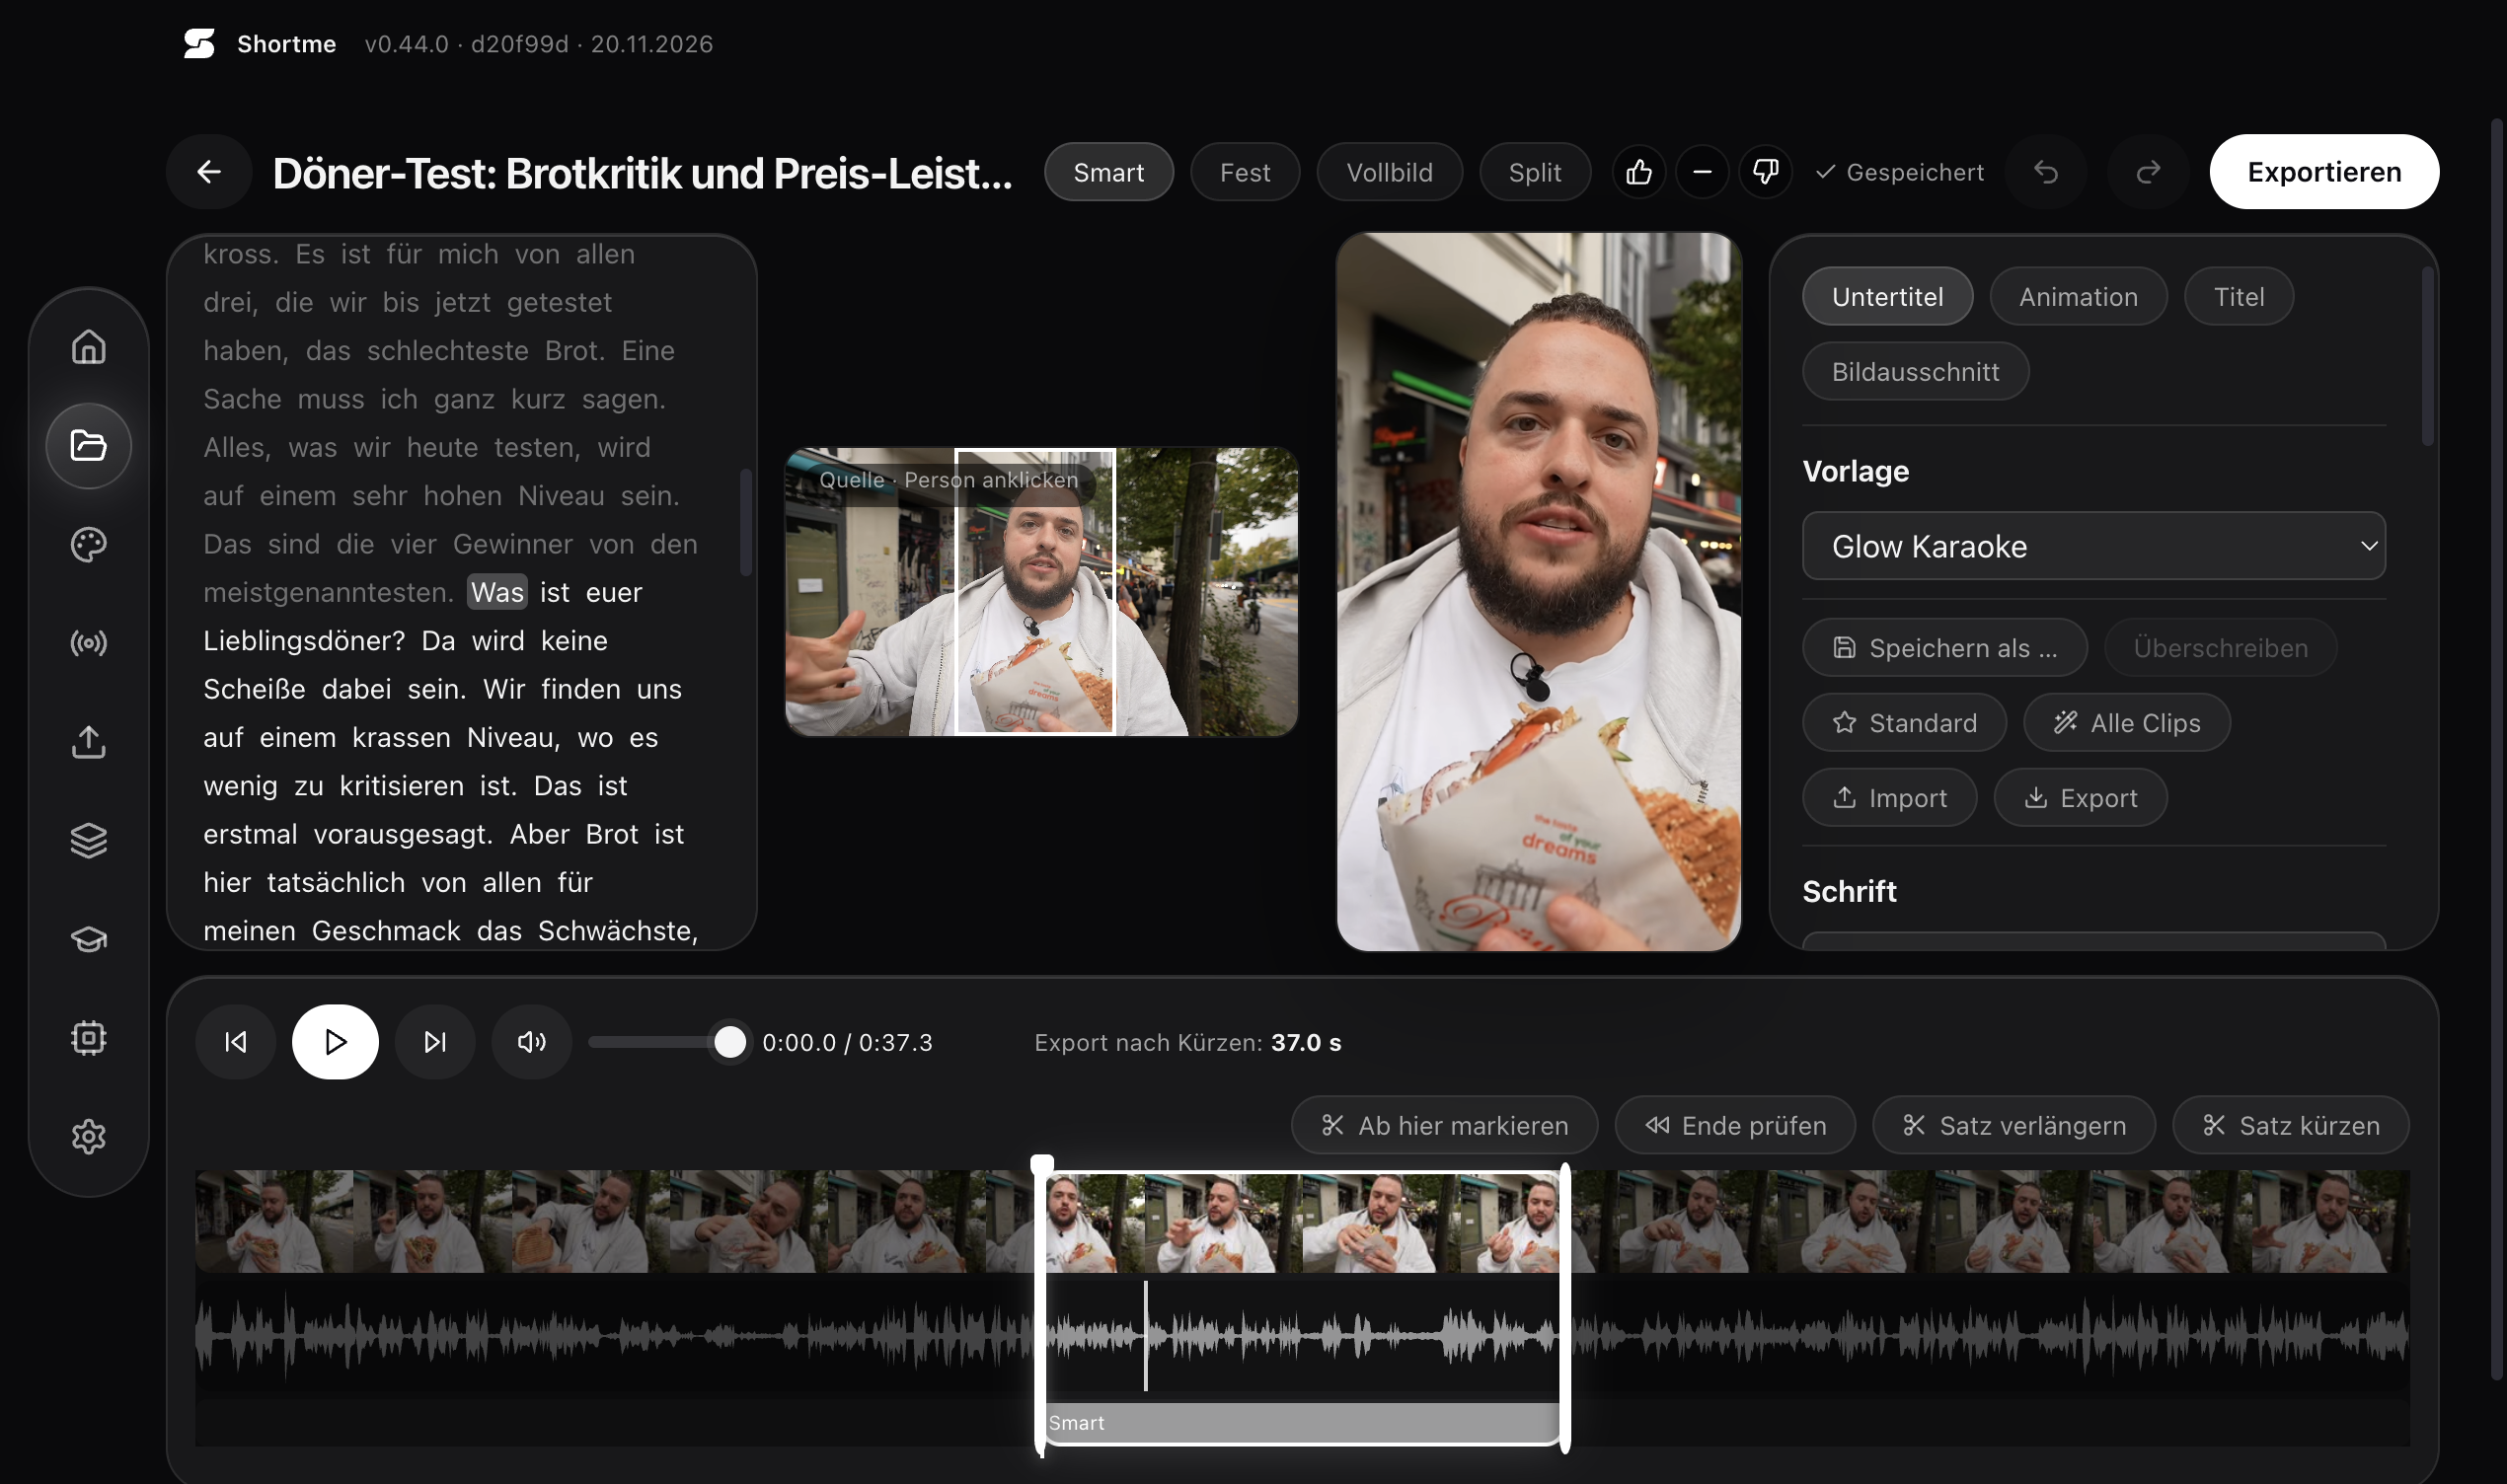 Shortme v0.44.0 · d20f99d · 20.11.2026
Döner-Test: Brotkritik und Preis-Leist...
Smart
Fest
Vollbild
Split
Gespeichert
Exportieren
kross. Es ist für mich von allen
drei, die wir bis jetzt getestet
haben, das schlechteste Brot. Eine
Sache muss ich ganz kurz sagen.
Alles, was wir heute testen, wird
auf einem sehr hohen Niveau sein.
Das sind die vier Gewinner von den
meistgenanntesten. Was ist euer
Lieblingsdöner? Da wird keine
Scheiße dabei sein. Wir finden uns
auf einem krassen Niveau, wo es
wenig zu kritisieren ist. Das ist
erstmal vorausgesagt. Aber Brot ist
hier tatsächlich von allen für
meinen Geschmack das Schwächste,
Quelle · Person anklicken
the taste
of your
dreams
Untertitel
Animation
Titel
Bildausschnitt
Vorlage
Glow Karaoke
Speichern als ...
Überschreiben
Standard
Alle Clips
Import
Export
Schrift
0:00.0 / 0:37.3
Export nach Kürzen: 37.0 s
Ab hier markieren
Ende prüfen
Satz verlängern
Satz kürzen
Smart